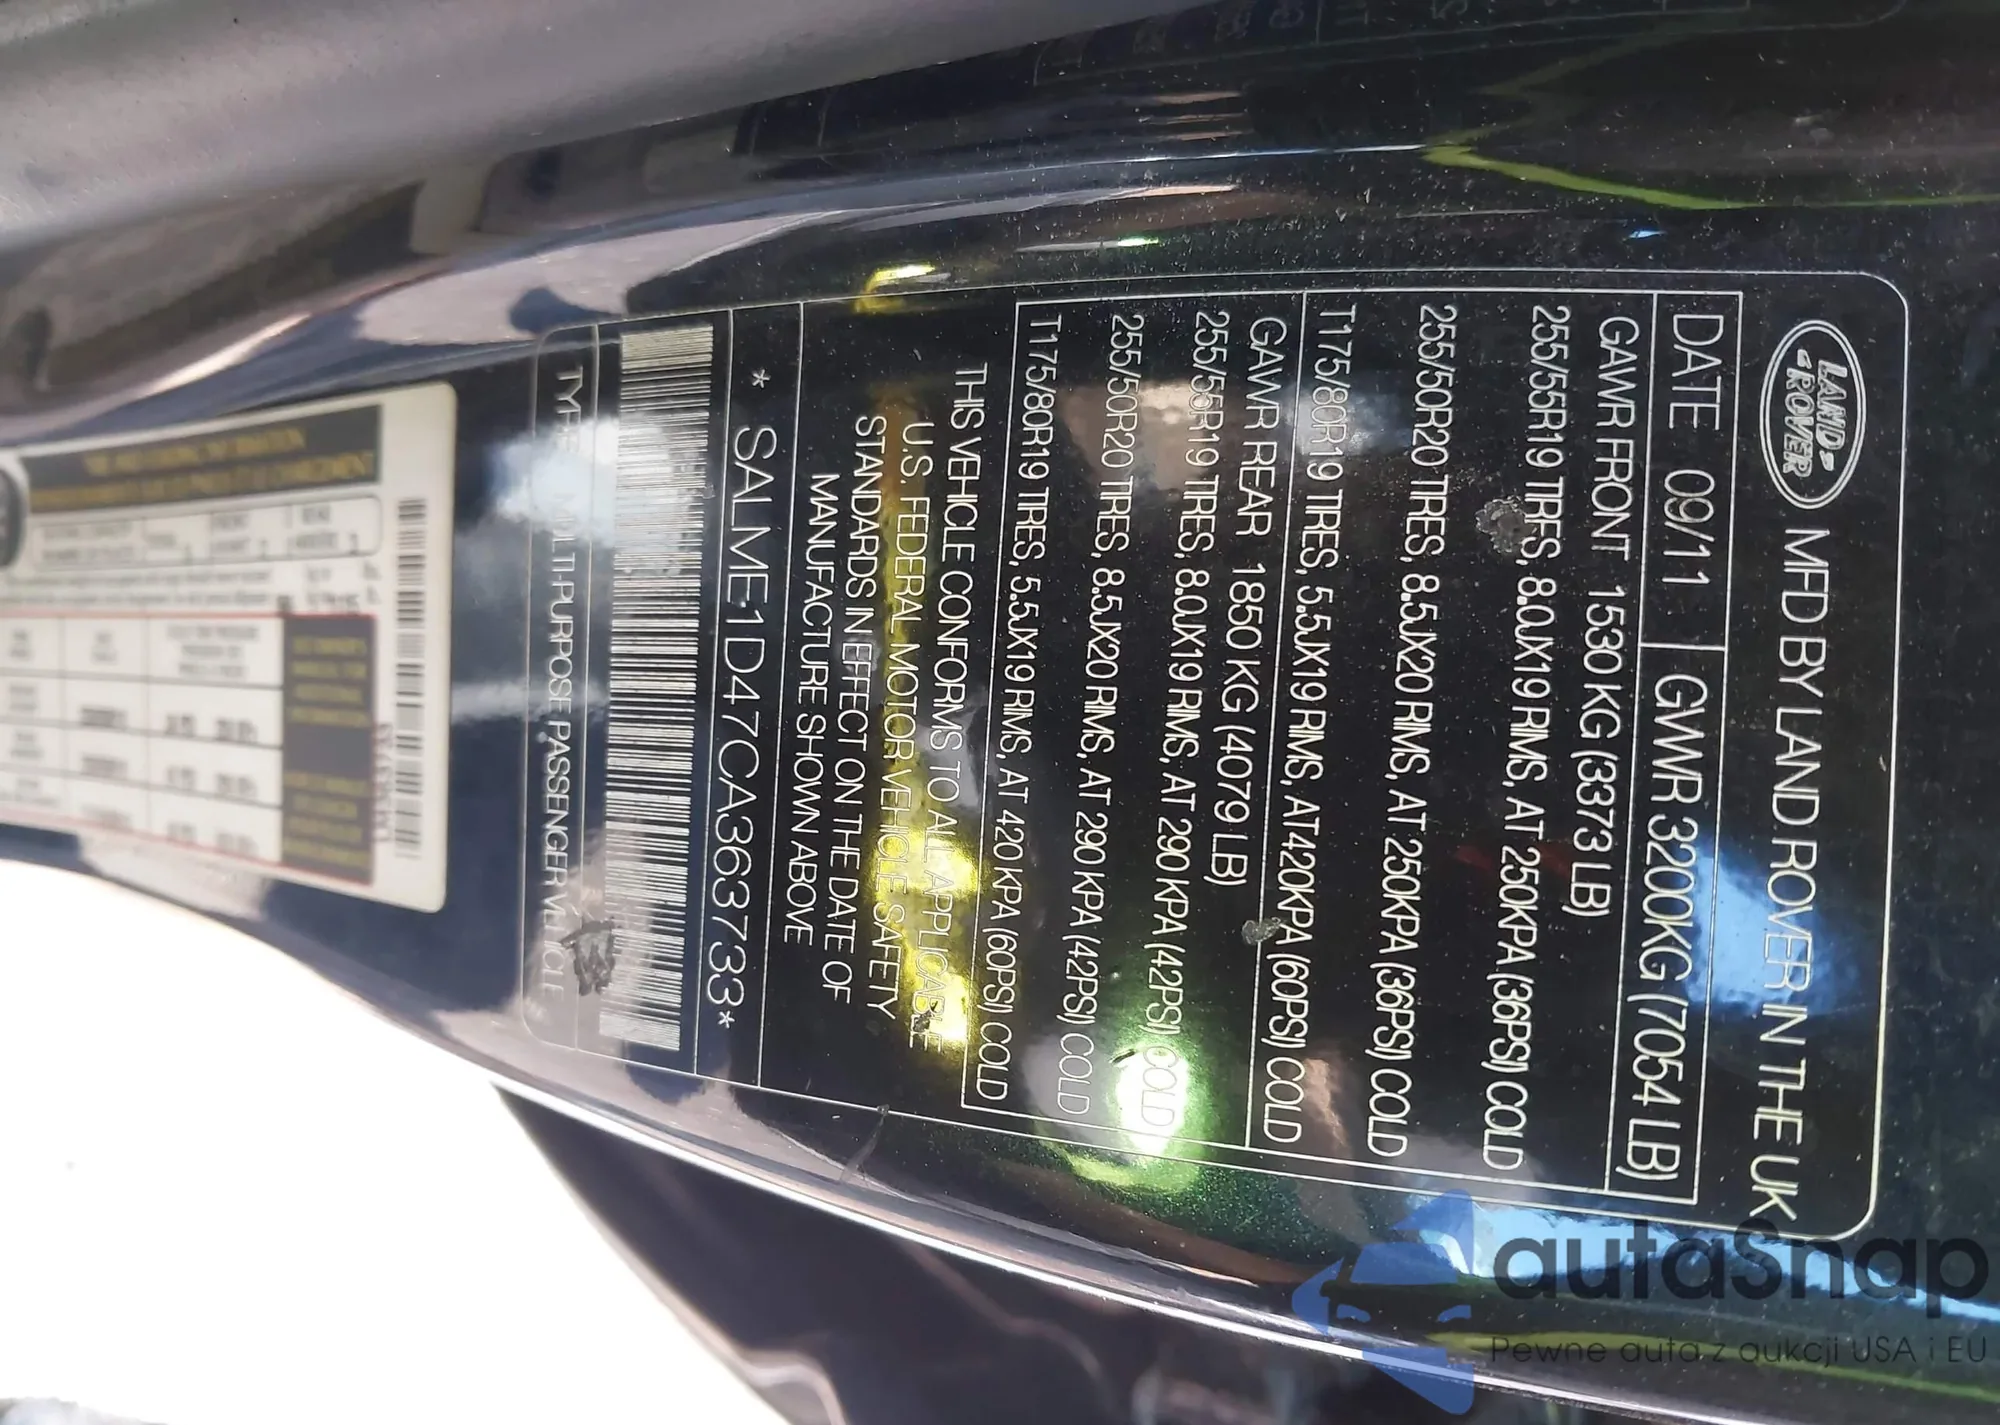 LAND-
-ROVER
MFD BY LAND ROVER IN THE UK
DATE 09/11 GWWR 3200KG (7054 LB)
GAWR FRONT 1530 KG (3373 LB)
255/55R19 TIRES, 8.0JX19 RIMS, AT 250KPA (36PSI) COLD
255/50R20 TIRES, 8.5JX20 RIMS, AT 250KPA (36PSI) COLD
T175/80R19 TIRES, 5.5JX19 RIMS, AT420KPA (60PSI) COLD
GAWR REAR 1850 KG (4079 LB)
255/55R19 TIRES, 8.0JX19 RIMS, AT 290 KPA (42PSI) COLD
255/50R20 TIRES, 8.5JX20 RIMS, AT 290 KPA (42PSI) COLD
T175/80R19 TIRES, 5.5JX19 RIMS, AT 420 KPA (60PSI) COLD
THIS VEHICLE CONFORMS TO ALL APPLICABLE
U.S. FEDERAL MOTOR VEHICLE SAFETY
STANDARDS IN EFFECT ON THE DATE OF
MANUFACTURE SHOWN ABOVE
* SALME1D47CA363733*
TYPE: MULTI-PURPOSE PASSENGER VEHICLE
autaSnap
Pewne auta z aukcji USA i EU